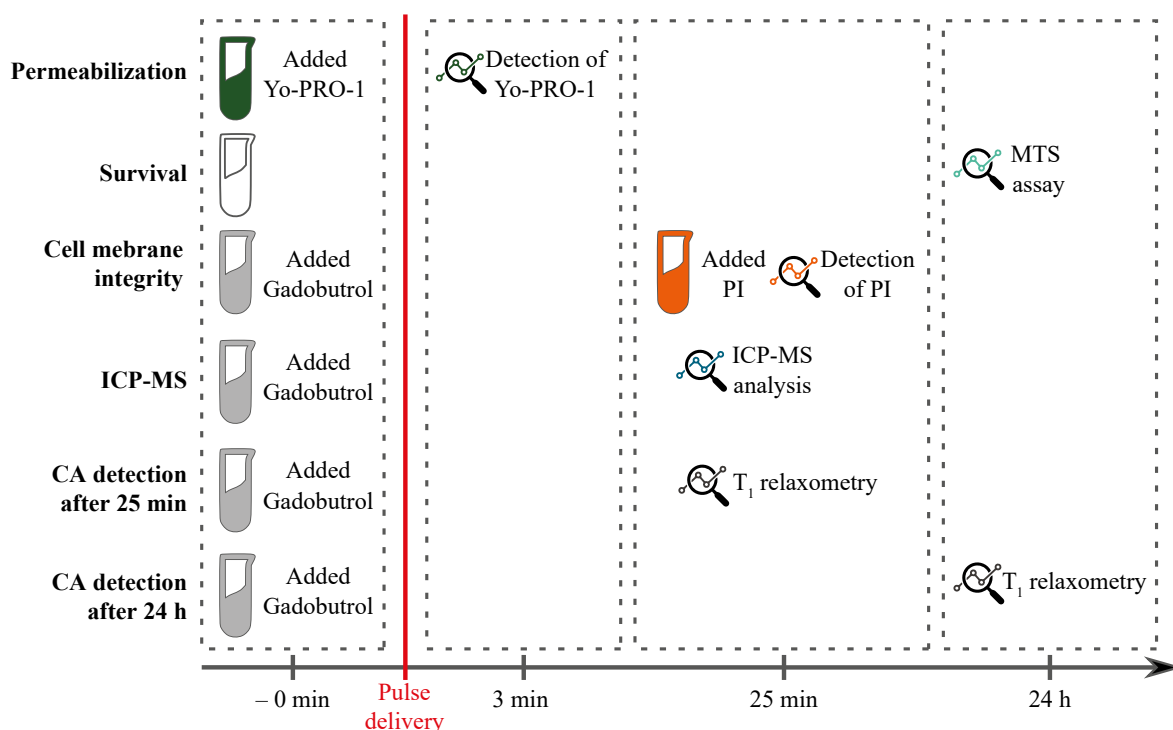 Permeabilization
Added
Yo-PRO-1
Detection of
Yo-PRO-1
Survival
MTS
assay
Cell mebrane
integrity
Added
Gadobutrol
Added
PI
Detection
of PI
ICP-MS
Added
Gadobutrol
ICP-MS
analysis
CA detection
after 25 min
Added
Gadobutrol
T₁ relaxometry
CA detection
after 24 h
Added
Gadobutrol
T₁ relaxometry
– 0 min
Pulse
delivery
3 min
25 min
24 h